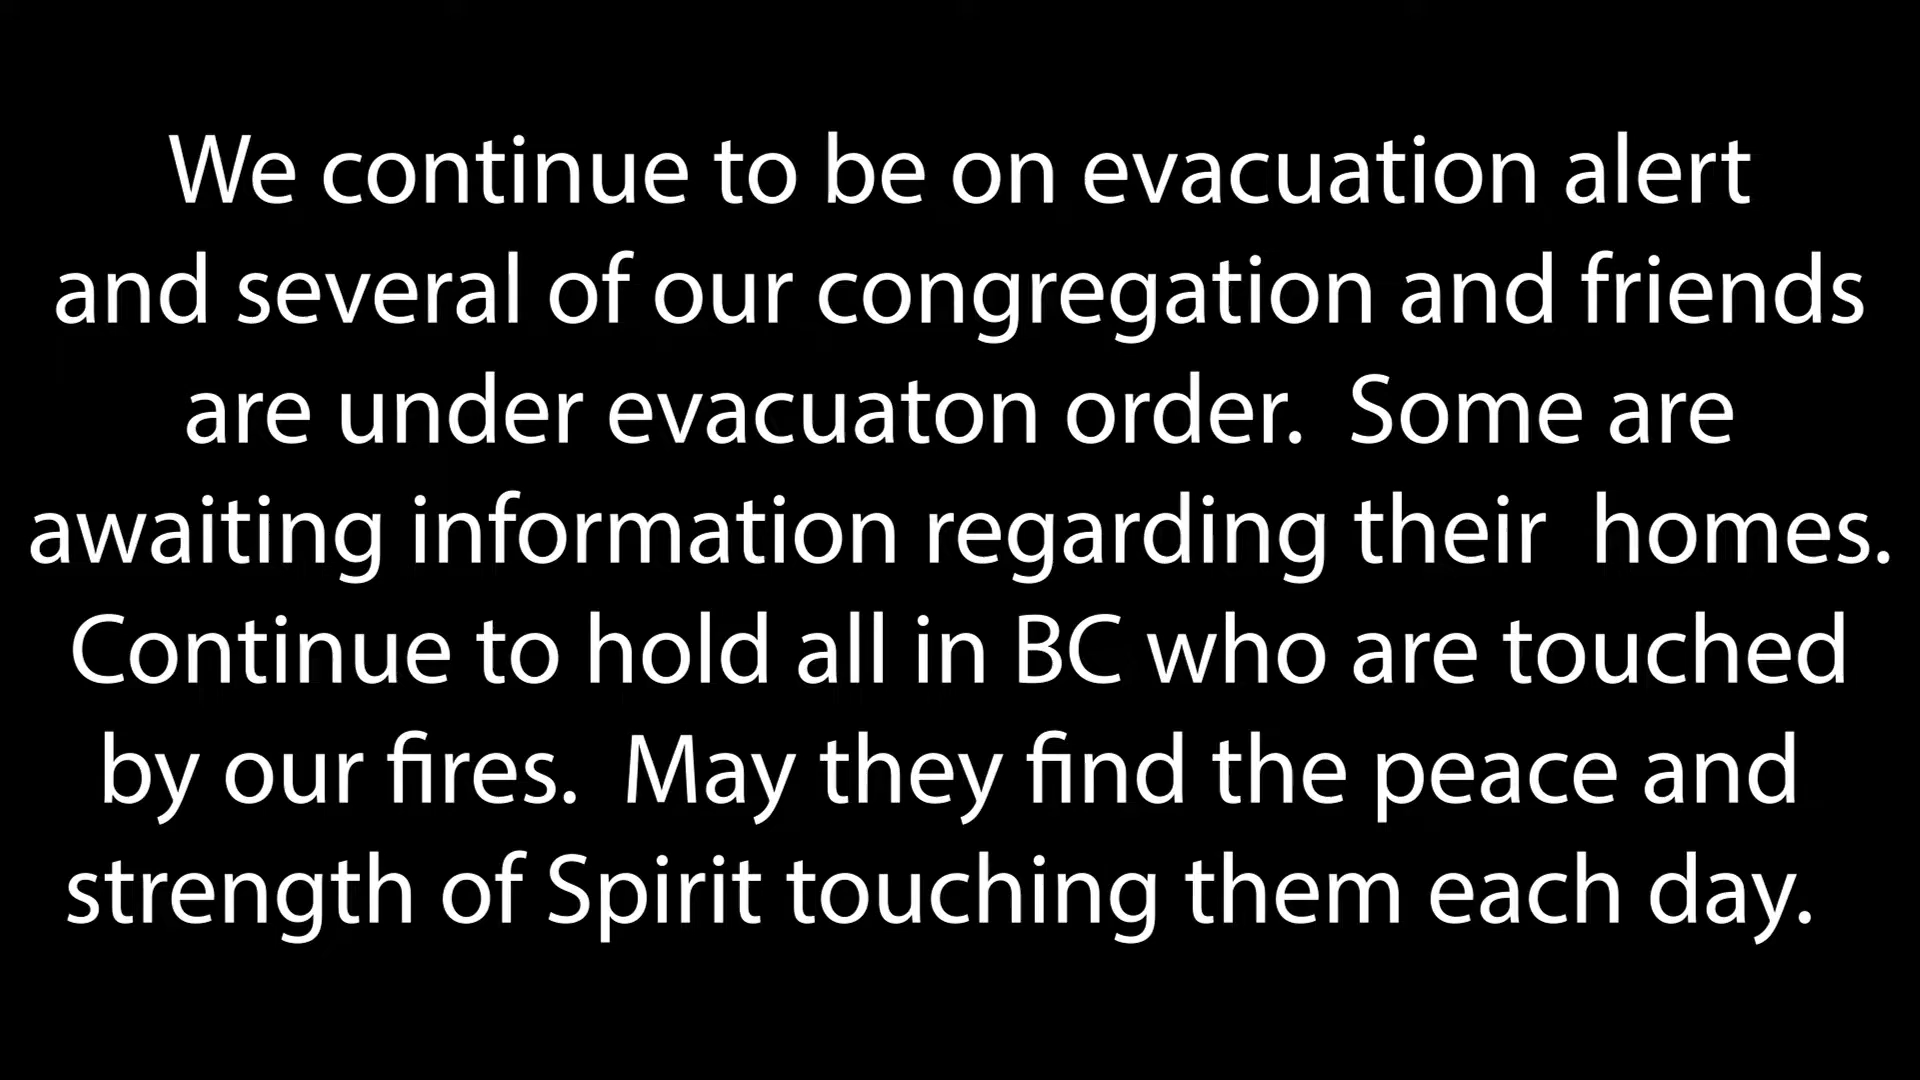 We continue to be on evacuation alert
and several of our congregation and friends
are under evacuaton order.  Some are
awaiting information regarding their  homes.
Continue to hold all in BC who are touched
by our fires.  May they find the peace and
strength of Spirit touching them each day.